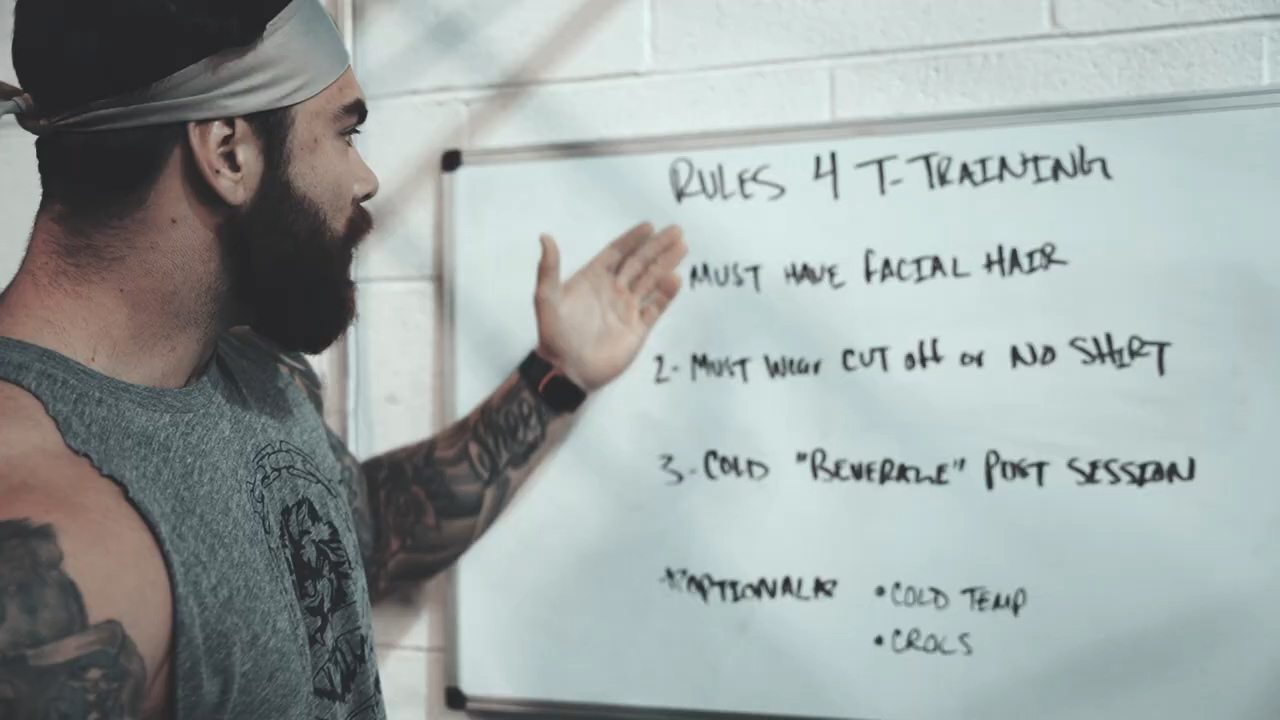 RULES 4 T-TRAINING
MUST HAVE FACIAL HAIR
2- MUST WEAR CUT OFF OR NO SHIRT
3- COLD "BEVERAGE" POST SESSION
*OPTIONAL* • COLD TEMP
• CROCS